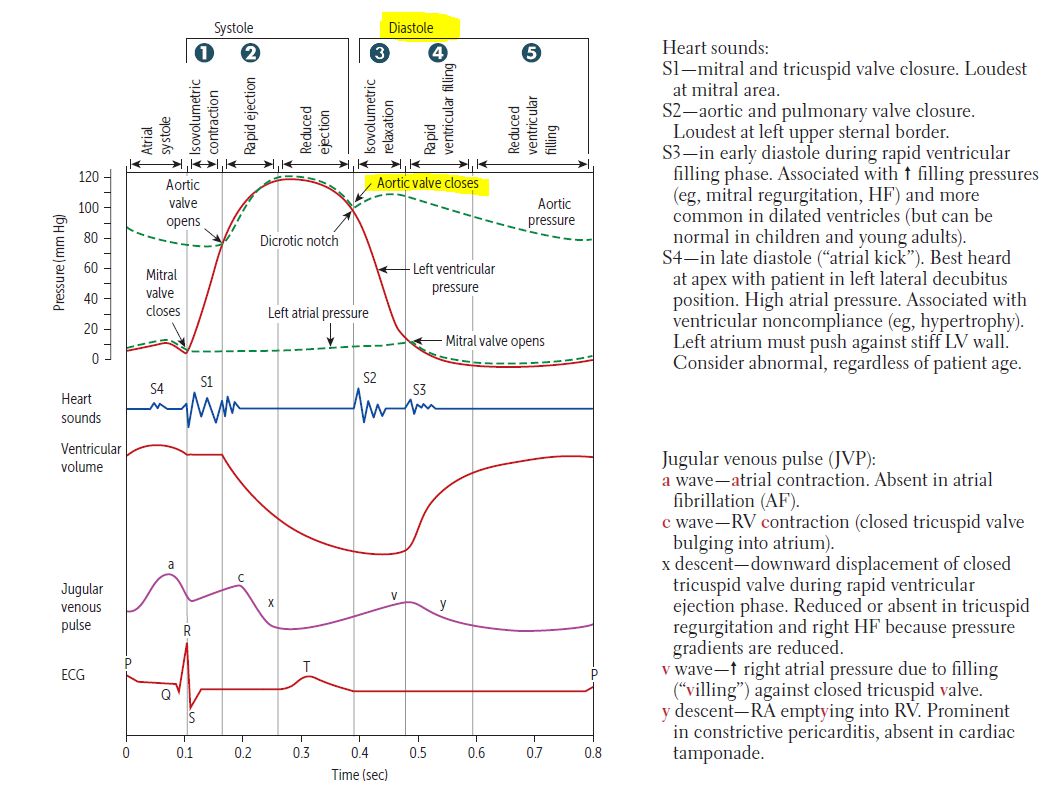 Systole
Diastole
1
2
3
4
5
Atrial
systole
Isovolumetric
contraction
Rapid ejection
Reduced
ejection
Isovolumetric
relaxation
Rapid
ventricular filling
Reduced
ventricular
filling
Pressure (mm Hg)
120
100
80
60
40
20
0
Aortic
valve
opens
Aortic valve closes
Dicrotic notch
Aortic
pressure
Mitral
valve
closes
Left ventricular
pressure
Left atrial pressure
Mitral valve opens
Heart
sounds
S4
S1
S2
S3
Ventricular
volume
Jugular
venous
pulse
a
c
x
v
y
ECG
P
Q
R
S
T
P
0
0.1
0.2
0.3
0.4
0.5
0.6
0.7
0.8
Time (sec)
Heart sounds:
S1—mitral and tricuspid valve closure. Loudest
at mitral area.
S2—aortic and pulmonary valve closure.
Loudest at left upper sternal border.
S3—in early diastole during rapid ventricular
filling phase. Associated with ↑ filling pressures
(eg, mitral regurgitation, HF) and more
common in dilated ventricles (but can be
normal in children and young adults).
S4—in late diastole (“atrial kick”). Best heard
at apex with patient in left lateral decubitus
position. High atrial pressure. Associated with
ventricular noncompliance (eg, hypertrophy).
Left atrium must push against stiff LV wall.
Consider abnormal, regardless of patient age.
Jugular venous pulse (JVP):
a wave—atrial contraction. Absent in atrial
fibrillation (AF).
c wave—RV contraction (closed tricuspid valve
bulging into atrium).
x descent—downward displacement of closed
tricuspid valve during rapid ventricular
ejection phase. Reduced or absent in tricuspid
regurgitation and right HF because pressure
gradients are reduced.
v wave—↑ right atrial pressure due to filling
(“villing”) against closed tricuspid valve.
y descent—RA emptying into RV. Prominent
in constrictive pericarditis, absent in cardiac
tamponade.